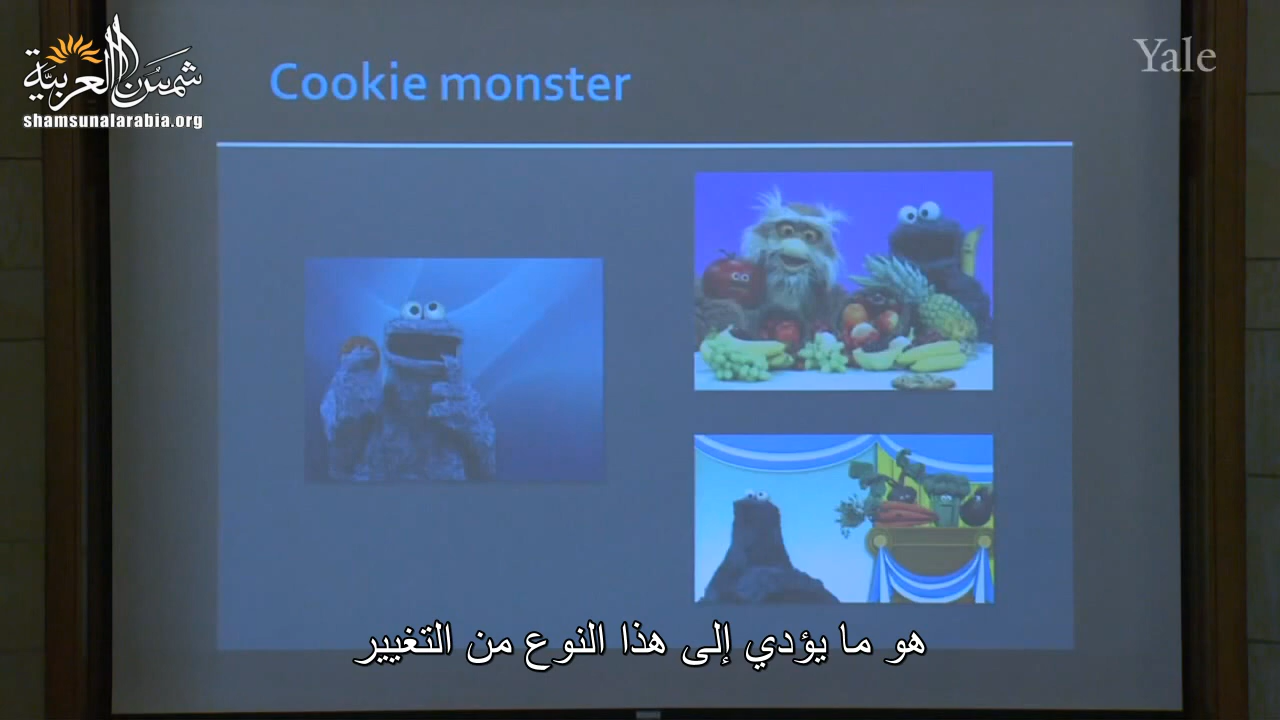 شمس العربية
shamsunalarabia.org
Cookie monster
Yale
هو ما يؤدي إلى هذا النوع من التغيير